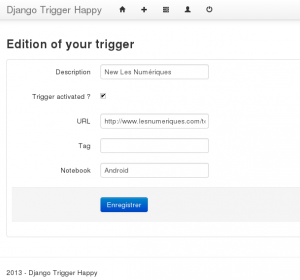 Django Trigger Happy
Edition of your trigger
Description New Les Numériques
Trigger activated ?
URL http://www.lesnumeriques.com/t
Tag
Notebook Android
Enregistrer
2013 - Django Trigger Happy